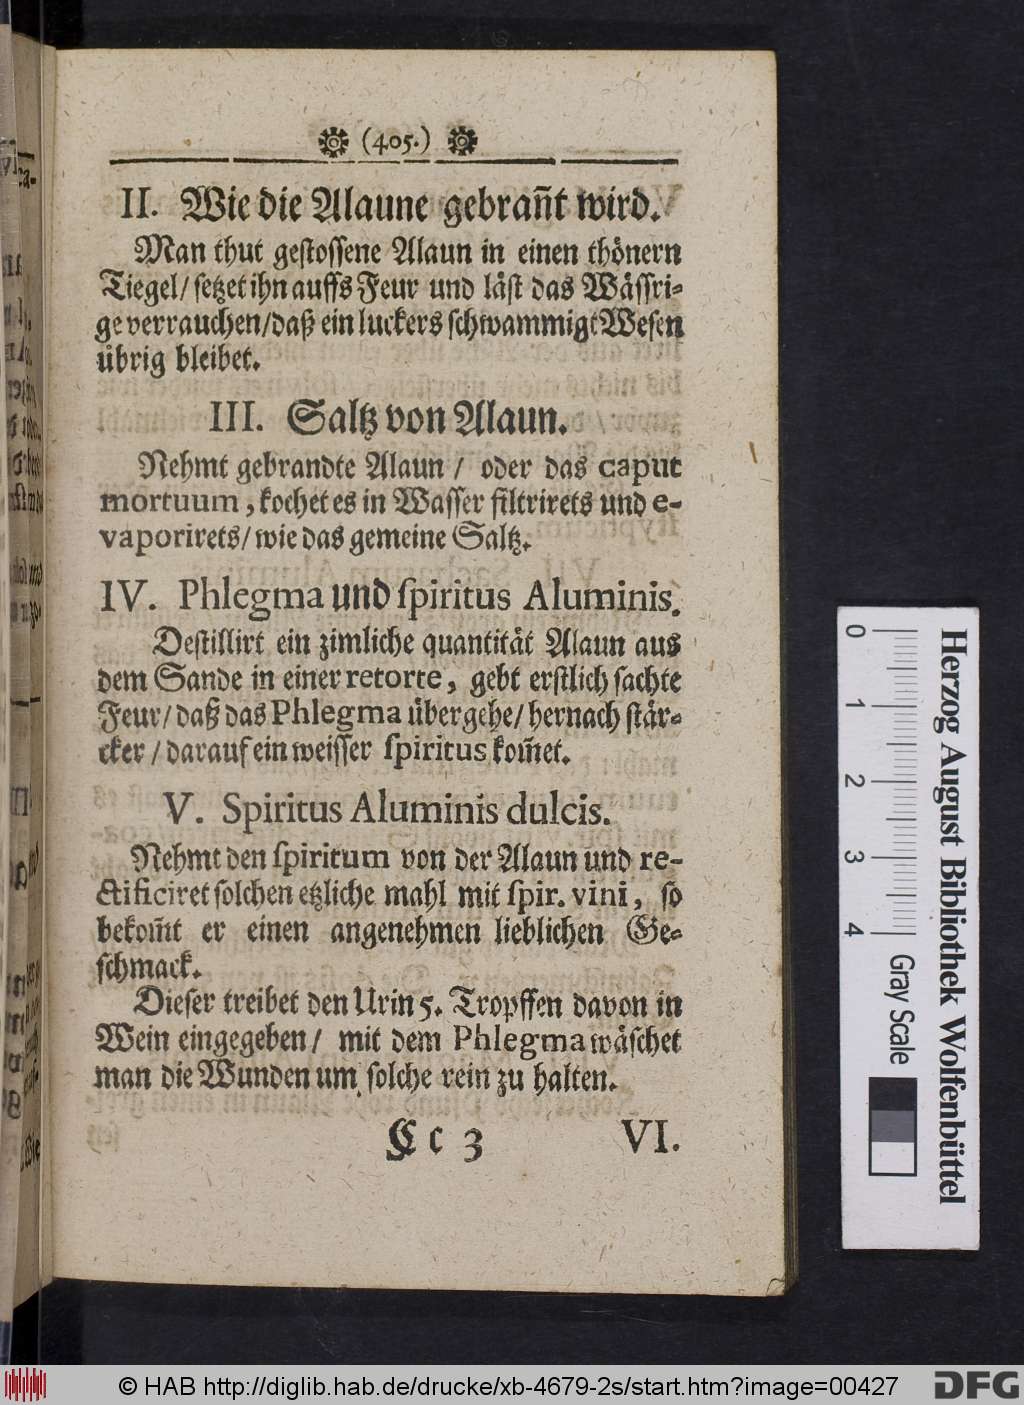 (405.)
II. Wie die Alaune gebrañt wird.
Man thut gestossene Alaun in einen thönern
Tiegel/ setzet ihn auffs Feur und läst das Wässri-
ge verrauchen/daß ein luckers schwammigt Wesen
übrig bleibet.
III. Saltz von Alaun.
Nehmt gebrandte Alaun / oder das caput
mortuum, kochet es in Wasser filtrirets und e-
vaporirets/ wie das gemeine Saltz.
IV. Phlegma und spiritus Aluminis.
Destillirt ein zimliche quantität Alaun aus
dem Sande in einer retorte, gebt erstlich sachte
Feur/ daß das Phlegma übergehe/ hernach stär-
cker / darauf ein weisser spiritus kom̃et.
V. Spiritus Aluminis dulcis.
Nehmt den spiritum von der Alaun und re-
ctificiret solchen etzliche mahl mit spir. vini, so
bekom̃t er einen angenehmen lieblichen Ge-
schmack.
Dieser treibet den Urin 5. Tropffen davon in
Wein eingegeben/ mit dem Phlegma wäschet
man die Wunden um solche rein zu halten.
Cc 3 VI.
Herzog August Bibliothek Wolfenbüttel
0 1 2 3 4
Gray Scale
© HAB http://diglib.hab.de/drucke/xb-4679-2s/start.htm?image=00427
DFG